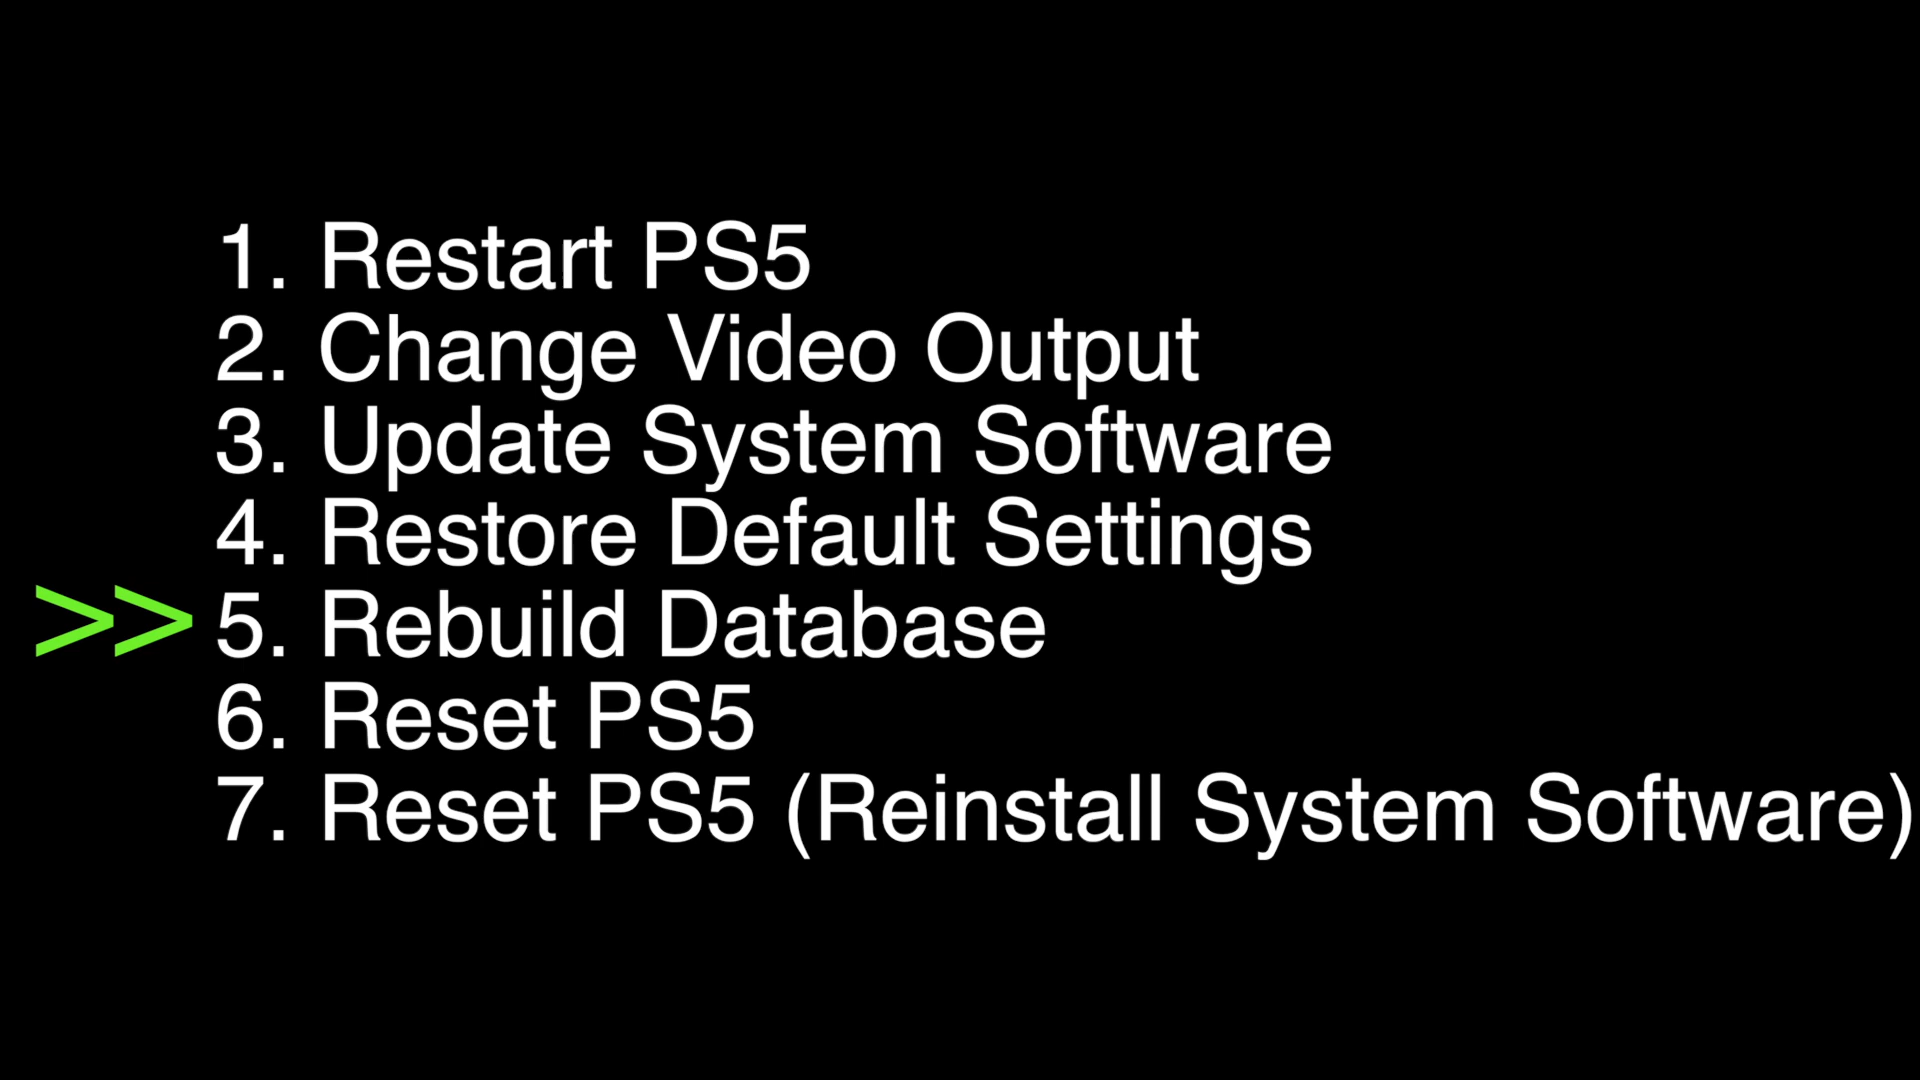 1. Restart PS5
2. Change Video Output
3. Update System Software
4. Restore Default Settings
>> 5. Rebuild Database
6. Reset PS5
7. Reset PS5 (Reinstall System Software)